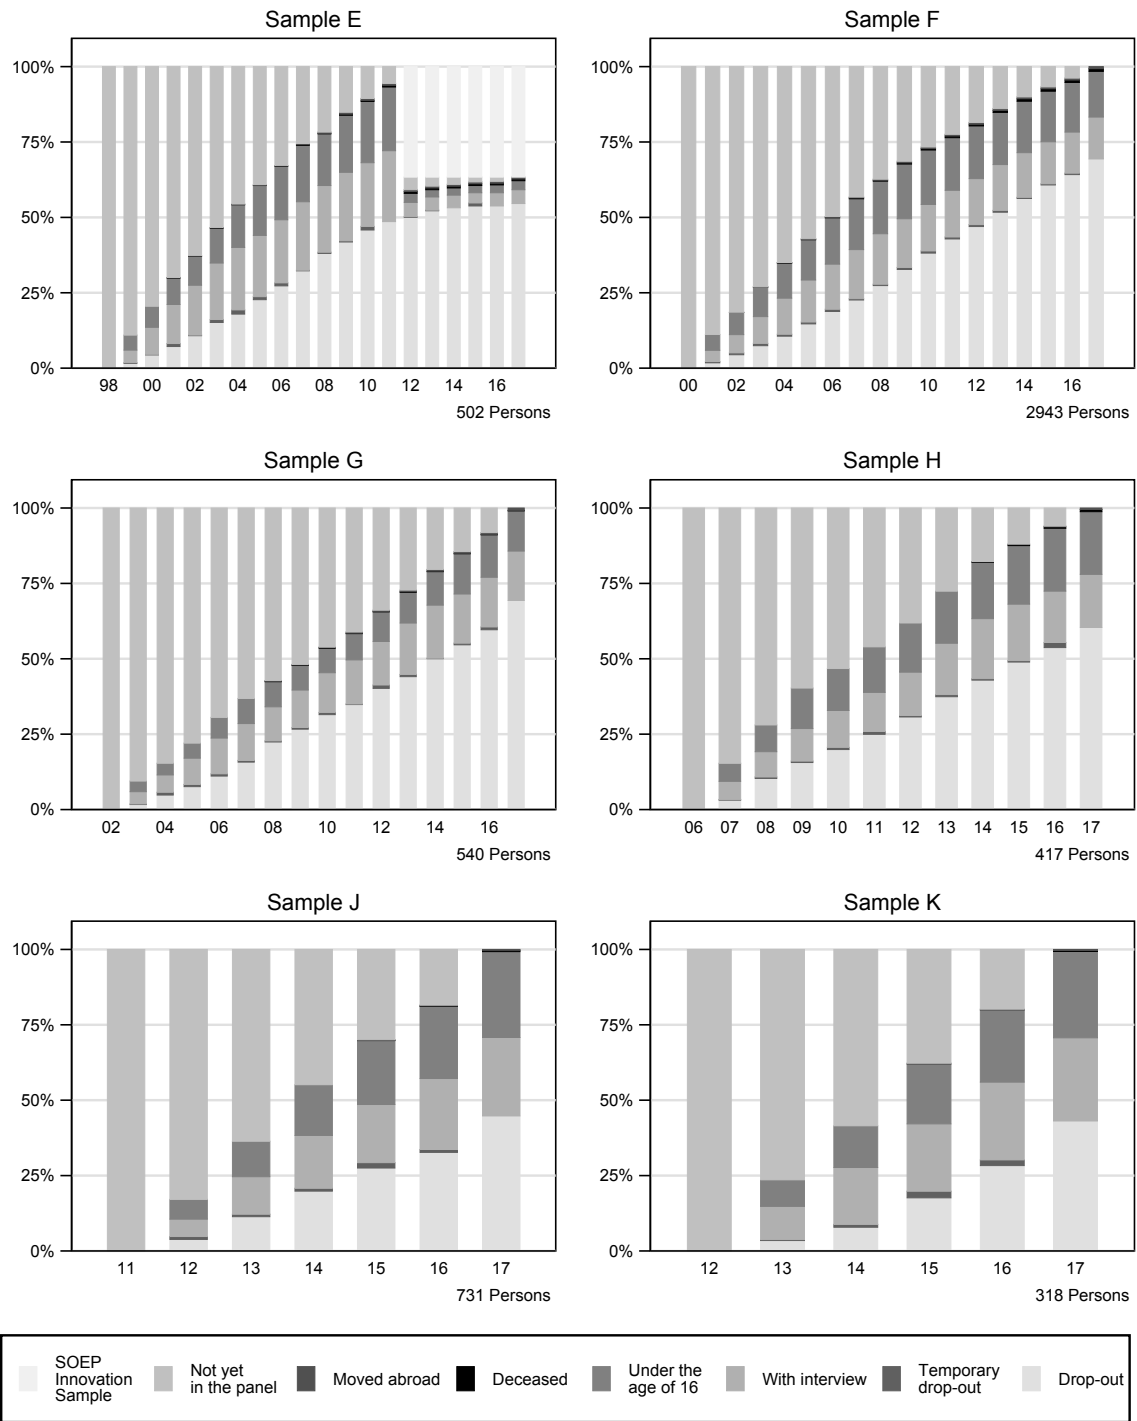 Sample E
100%
75%
50%
25%
0%
98 00 02 04 06 08 10 12 14 16
502 Persons
Sample F
100%
75%
50%
25%
0%
00 02 04 06 08 10 12 14 16
2943 Persons
Sample G
100%
75%
50%
25%
0%
02 04 06 08 10 12 14 16
540 Persons
Sample H
100%
75%
50%
25%
0%
06 07 08 09 10 11 12 13 14 15 16 17
417 Persons
Sample J
100%
75%
50%
25%
0%
11 12 13 14 15 16 17
731 Persons
Sample K
100%
75%
50%
25%
0%
12 13 14 15 16 17
318 Persons
SOEP
Innovation
Sample
Not yet
in the panel
Moved abroad
Deceased
Under the
age of 16
With interview
Temporary
drop-out
Drop-out